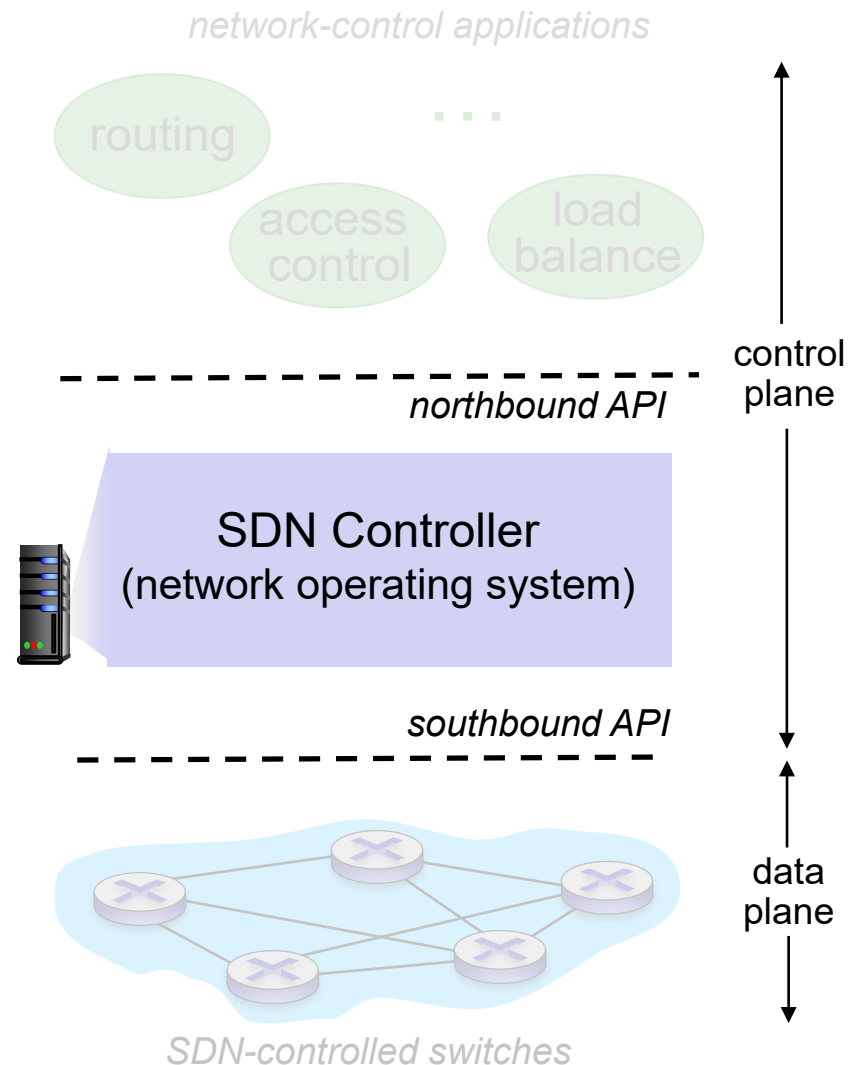 network-control applications
routing
...
access
control
load
balance
control
plane
northbound API
SDN Controller
(network operating system)
southbound API
data
plane
SDN-controlled switches